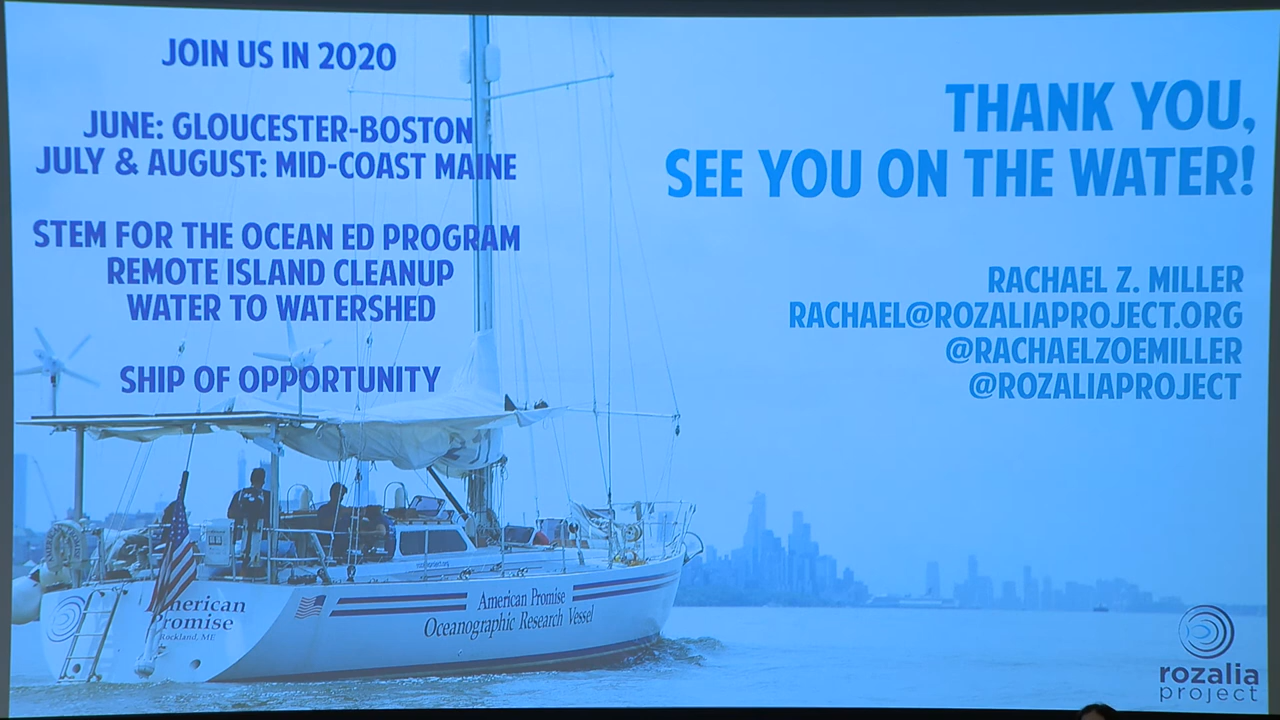 JOIN US IN 2020
JUNE: GLOUCESTER-BOSTON
JULY & AUGUST: MID-COAST MAINE
STEM FOR THE OCEAN ED PROGRAM
REMOTE ISLAND CLEANUP
WATER TO WATERSHED
SHIP OF OPPORTUNITY
THANK YOU,
SEE YOU ON THE WATER!
RACHAEL Z. MILLER
RACHAEL@ROZALIAPROJECT.ORG
@RACHAELZOEMILLER
@ROZALIAPROJECT
American
Promise
Rockland, ME
American Promise
Oceanographic Research Vessel
rozalia
project